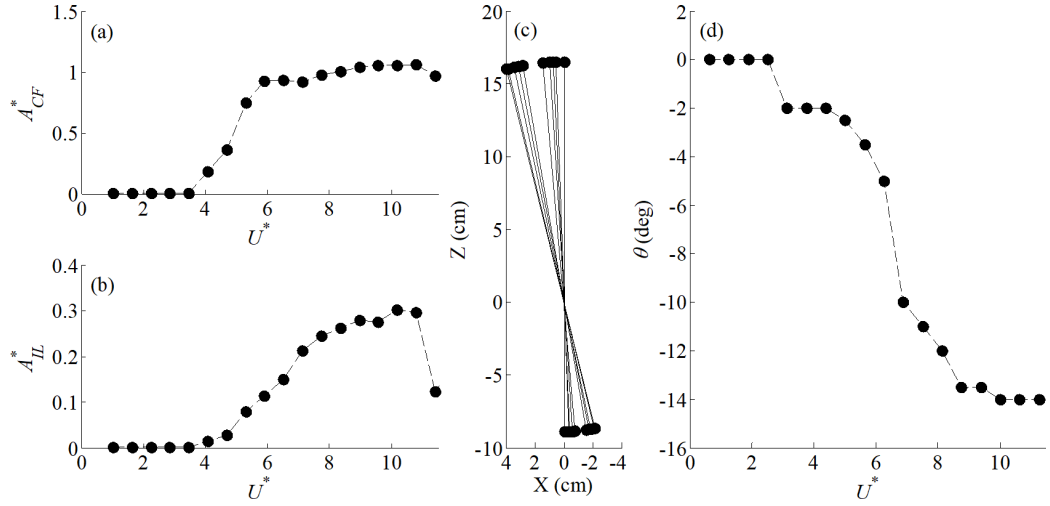 (a)
1.5
1
0.5
0
0 2 4 6 8 10
A*CF
U*
(b)
0.4
0.3
0.2
0.1
0
0 2 4 6 8 10
A*IL
U*
(c)
20
15
10
5
0
-5
-10
4 2 0 -2 -4
Z (cm)
X (cm)
(d)
2
0
-2
-4
-6
-8
-10
-12
-14
-16
0 2 4 6 8 10
θ (deg)
U*